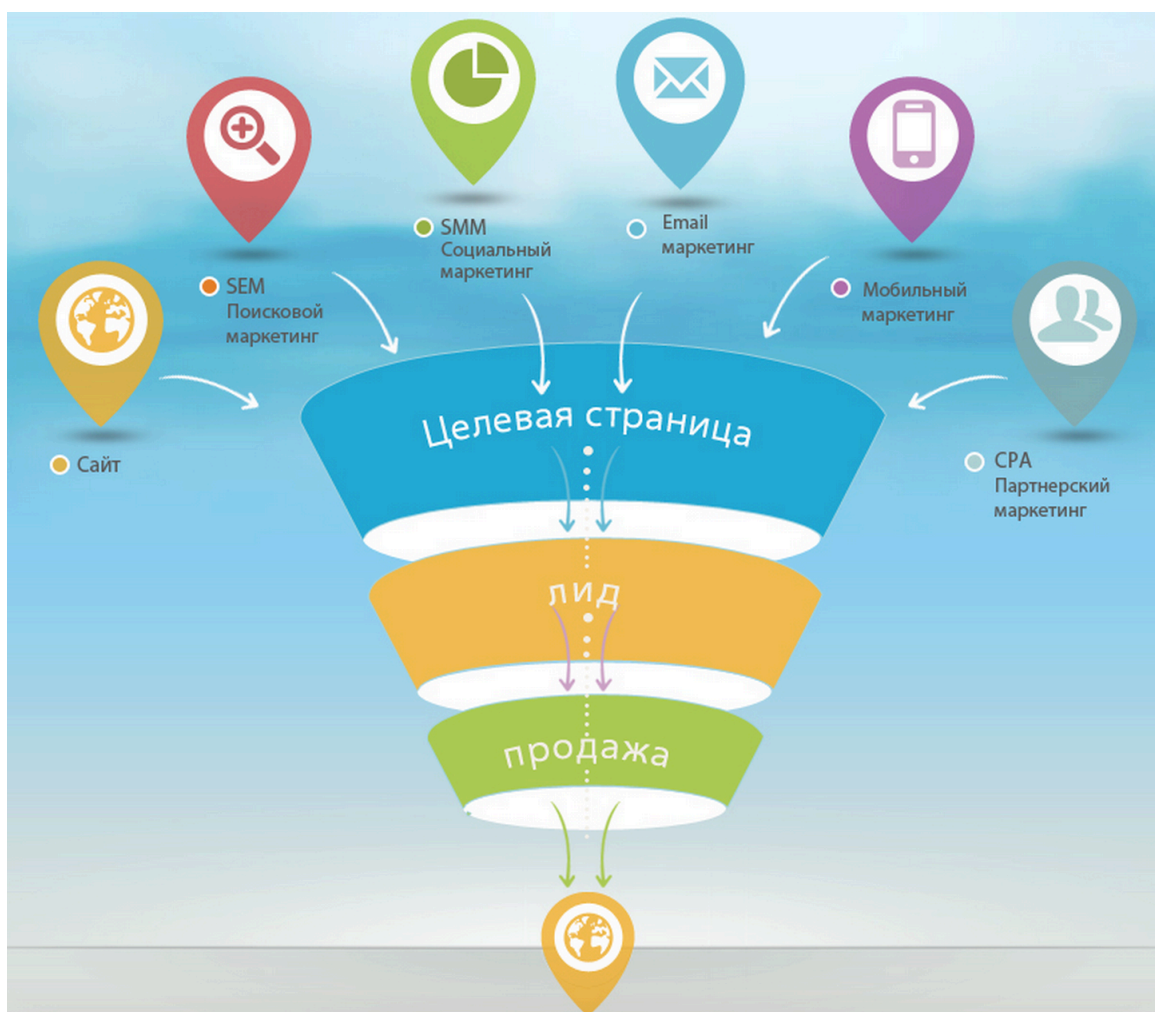 SMM
Социальный
маркетинг
Email
маркетинг
SEM
Поисковой
маркетинг
Мобильный
маркетинг
Сайт
CPA
Партнерский
маркетинг
Целевая страница
лид
продажа